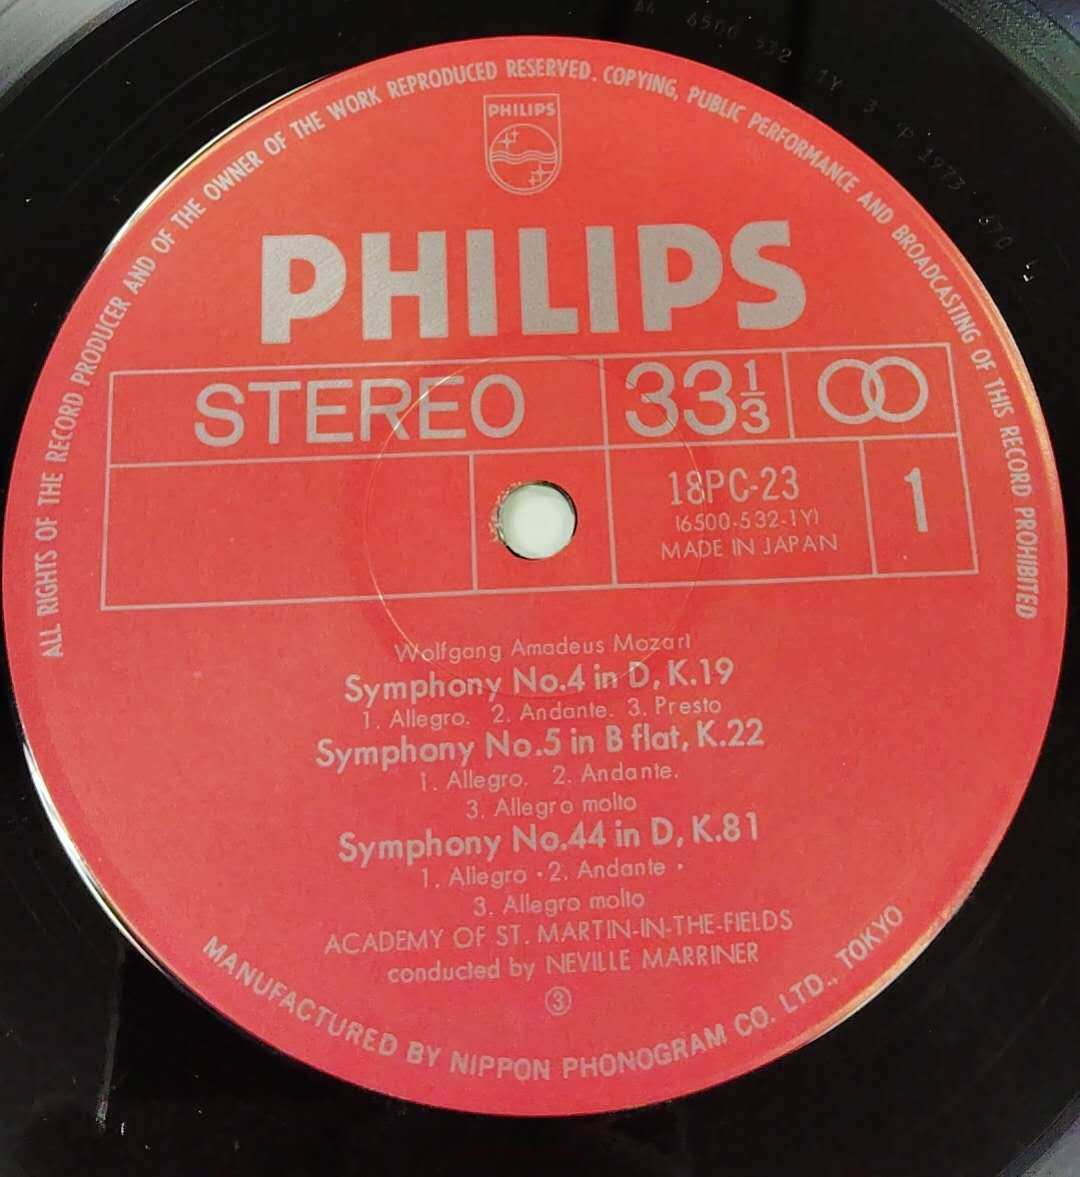 ALL RIGHTS OF THE RECORD PRODUCER AND OF THE OWNER OF THE WORK REPRODUCED RESERVED. COPYING, PUBLIC PERFORMANCE AND BROADCASTING OF THIS RECORD PROHIBITED
PHILIPS
PHILIPS
STEREO 33 1/3
18PC-23 1
(6500-532-1Y)
MADE IN JAPAN
Wolfgang Amadeus Mozart
Symphony No.4 in D, K.19
1. Allegro. 2. Andante. 3. Presto
Symphony No.5 in B flat, K.22
1. Allegro. 2. Andante.
3. Allegro molto
Symphony No.44 in D, K.81
1. Allegro · 2. Andante ·
3. Allegro molto
ACADEMY OF ST. MARTIN-IN-THE-FIELDS
conducted by NEVILLE MARRINER
③
MANUFACTURED BY NIPPON PHONOGRAM CO. LTD., TOKYO